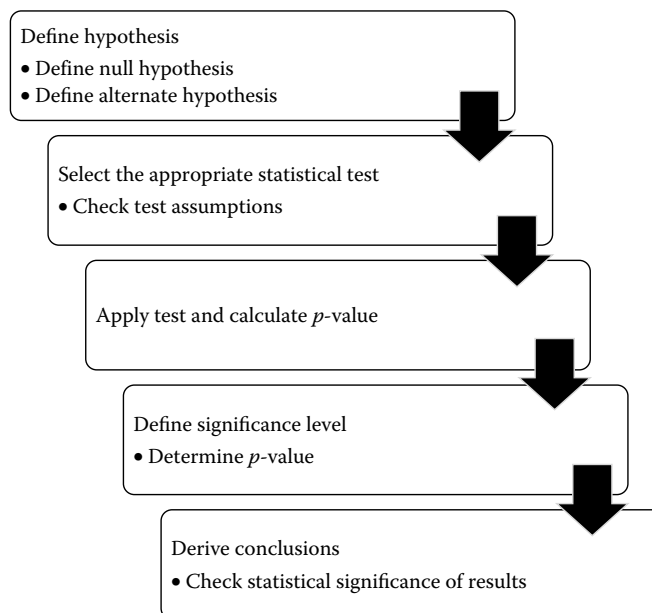 Define hypothesis
• Define null hypothesis
• Define alternate hypothesis
Select the appropriate statistical test
• Check test assumptions
Apply test and calculate p-value
Define significance level
• Determine p-value
Derive conclusions
• Check statistical significance of results